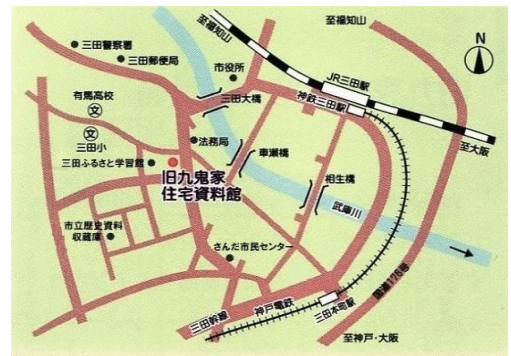 至福知山
至福知山
N
三田警察署
三田郵便局
市役所
JR三田駅
有馬高校
文
三田大橋
神鉄三田駅
文
三田小
法務局
至大阪
三田ふるさと学習館
車瀬橋
旧九鬼家
住宅資料館
相生橋
武庫川
市立歴史資料
収蔵庫
さんだ市民センター
国道176号
三田幹線
神戸電鉄
三田本町駅
至神戸・大阪